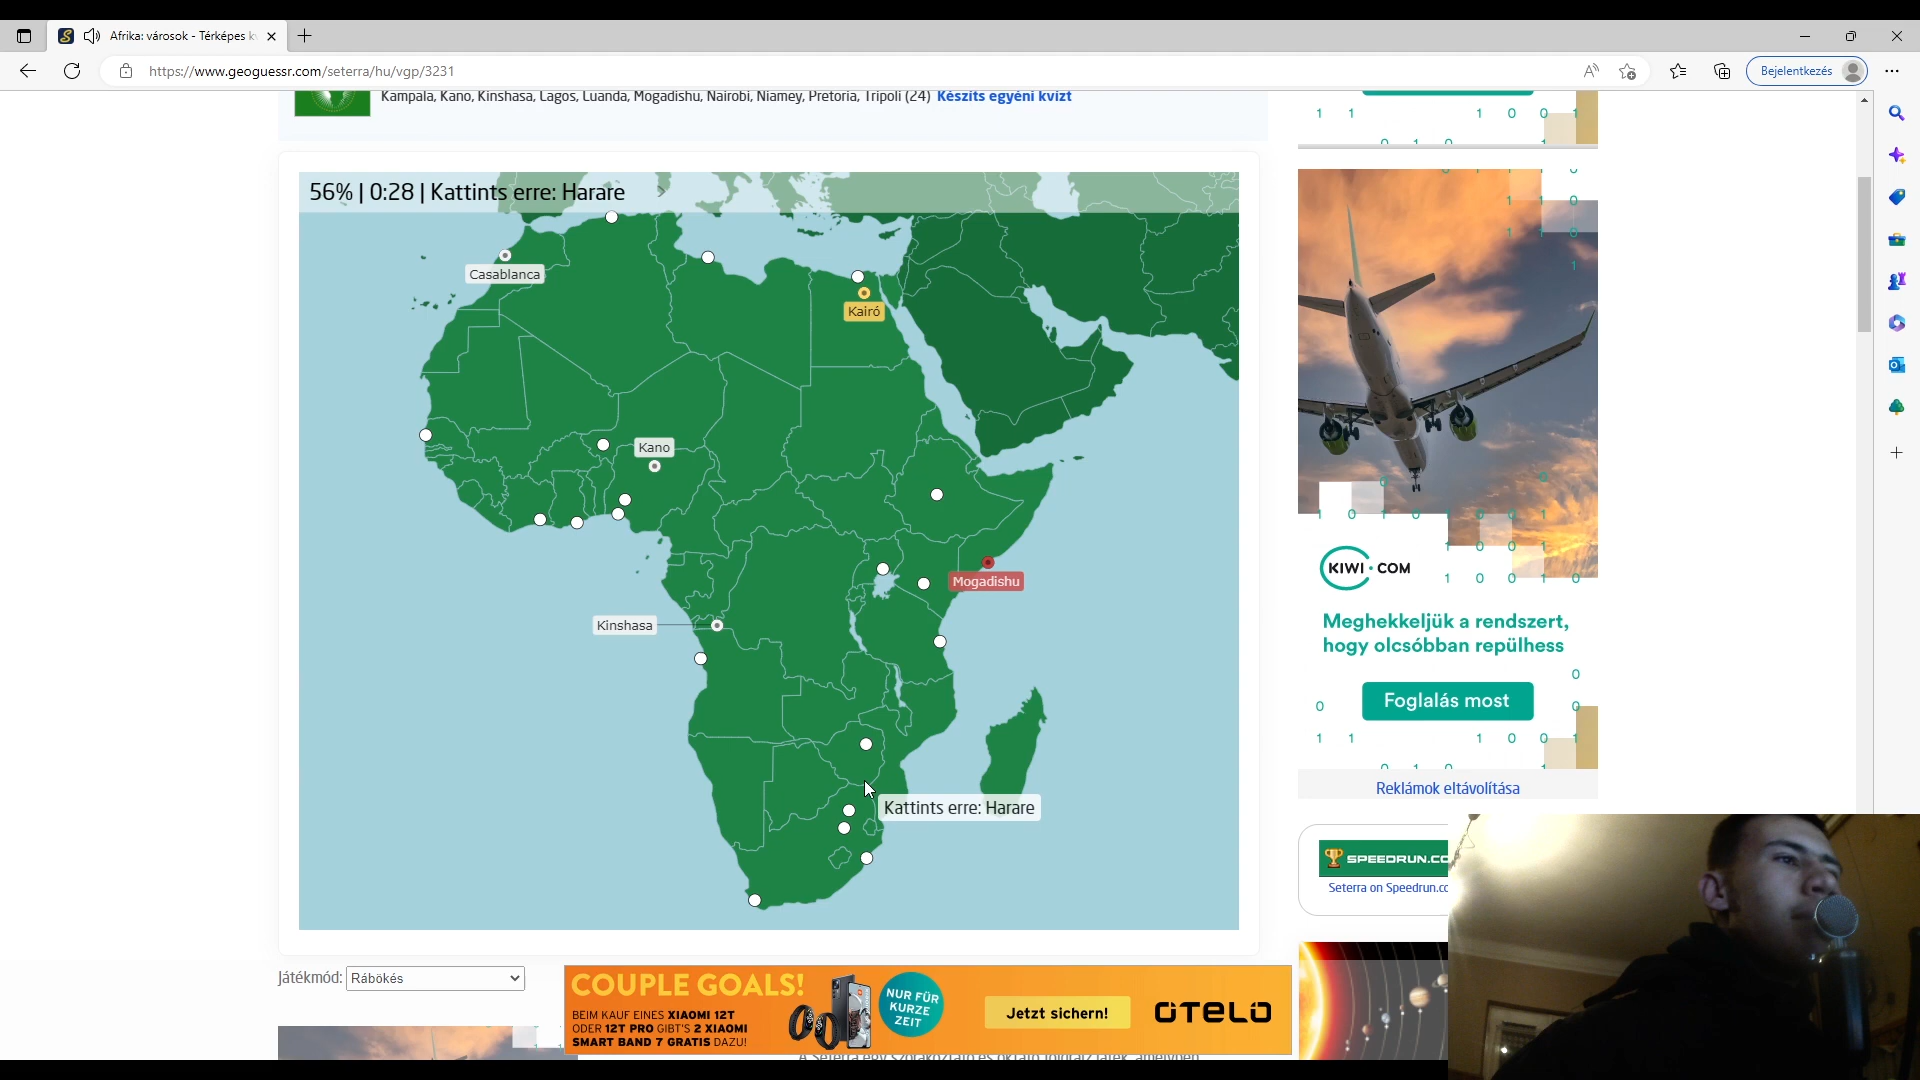 Afrika: városok - Térképes k
https://www.geoguessr.com/seterra/hu/vgp/3231
Bejelentkezés
Kampala, Kano, Kinshasa, Lagos, Luanda, Mogadishu, Nairobi, Niamey, Pretoria, Tripoli (24) Készíts egyéni kvízt
56% | 0:28 | Kattints erre: Harare
Casablanca
Kairó
Kano
Mogadishu
Kinshasa
Kattints erre: Harare
KIWI.COM
Meghekkeljük a rendszert,
hogy olcsóbban repülhess
Foglalás most
Reklámok eltávolítása
SPEEDRUN.CO
Seterra on Speedrun.co
Játékmód: Rábökés
COUPLE GOALS!
BEIM KAUF EINES XIAOMI 12T
ODER 12T PRO GIBT'S 2 XIAOMI
SMART BAND 7 GRATIS DAZU!
NUR FÜR
KURZE
ZEIT
Jetzt sichern!
OTELO